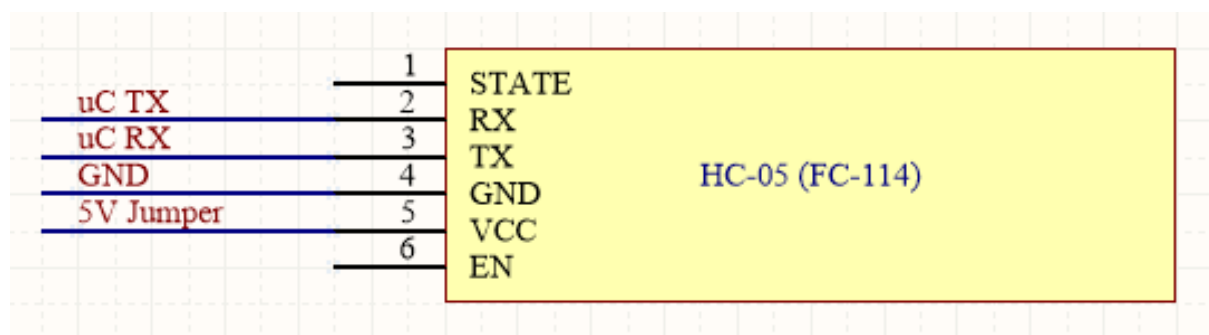 1
STATE
uC TX
2
RX
uC RX
3
TX
GND
4
GND
5V Jumper
5
VCC
6
EN
HC-05 (FC-114)